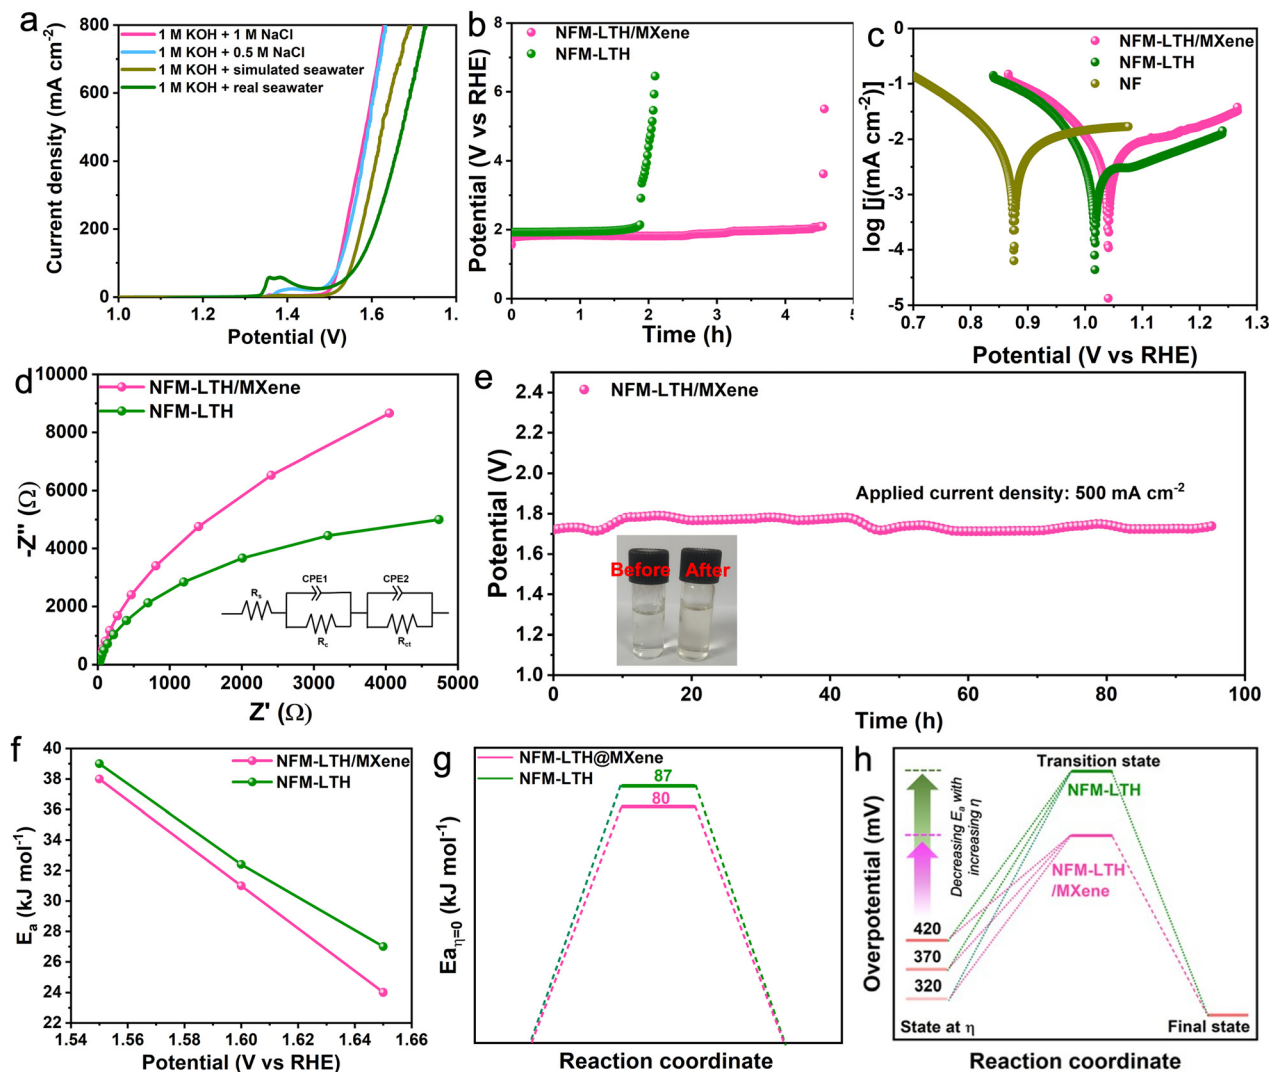 a
800
600
400
200
0
Current density (mA cm⁻²)
1 M KOH + 1 M NaCl
1 M KOH + 0.5 M NaCl
1 M KOH + simulated seawater
1 M KOH + real seawater
1.0 1.2 1.4 1.6 1.
Potential (V)
b
8
6
4
2
0
Potential (V vs RHE)
NFM-LTH/MXene
NFM-LTH
0 1 2 3 4
Time (h)
c
0
-1
-2
-3
-4
-5
log [j(mA cm⁻²)]
NFM-LTH/MXene
NFM-LTH
NF
0.7 0.8 0.9 1.0 1.1 1.2 1.3
Potential (V vs RHE)
d
10000
8000
6000
4000
2000
0
-Z'' (Ω)
NFM-LTH/MXene
NFM-LTH
Rs
CPE1
Rc
CPE2
Rct
0 1000 2000 3000 4000 5000
Z' (Ω)
e
2.4
2.2
2.0
1.8
1.6
1.4
1.2
1.0
Potential (V)
NFM-LTH/MXene
Applied current density: 500 mA cm⁻²
Before After
0 20 40 60 80 100
Time (h)
f
40
38
36
34
32
30
28
26
24
22
Eₐ (kJ mol⁻¹)
NFM-LTH/MXene
NFM-LTH
1.54 1.56 1.58 1.60 1.62 1.64 1.66
Potential (V vs RHE)
g
Eaη=0 (kJ mol⁻¹)
NFM-LTH@MXene
NFM-LTH
87
80
Reaction coordinate
h
Overpotential (mV)
Transition state
NFM-LTH
Decreasing Eₐ with
increasing η
NFM-LTH
/MXene
420
370
320
State at η
Final state
Reaction coordinate